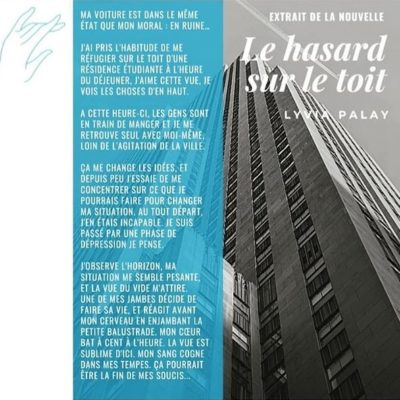 MA VOITURE EST DANS LE MÊME
ÉTAT QUE MON MORAL : EN RUINE...
J'AI PRIS L'HABITUDE DE ME
RÉFUGIER SUR LE TOIT D'UNE
RÉSIDENCE ÉTUDIANTE À L'HEURE
DU DÉJEUNER, J'AIME CETTE VUE, JE
VOIS LES CHOSES D'EN HAUT.
A CETTE HEURE-CI, LES GENS SONT
EN TRAIN DE MANGER ET JE ME
RETROUVE SEUL AVEC MOI-MÊME,
LOIN DE L'AGITATION DE LA VILLE.
ÇA ME CHANGE LES IDÉES, ET
DEPUIS PEU J'ESSAIE DE ME
CONCENTRER SUR CE QUE JE
POURRAIS FAIRE POUR CHANGER
MA SITUATION. AU TOUT DÉPART,
J'EN ÉTAIS INCAPABLE. JE SUIS
PASSÉ PAR UNE PHASE DE
DÉPRESSION JE PENSE.
J'OBSERVE L'HORIZON, MA
SITUATION ME SEMBLE PESANTE,
ET LA VUE DU VIDE M'ATTIRE.
UNE DE MES JAMBES DÉCIDE DE
FAIRE SA VIE, ET RÉAGIT AVANT
MON CERVEAU EN ENJAMBANT LA
PETITE BALUSTRADE. MON CŒUR
BAT À CENT À L'HEURE. LA VUE EST
SUBLIME D'ICI. MON SANG COGNE
DANS MES TEMPES. ÇA POURRAIT
ÊTRE LA FIN DE MES SOUCIS...
EXTRAIT DE LA NOUVELLE
Le hasard
sur le toit
LYVIA PALAY